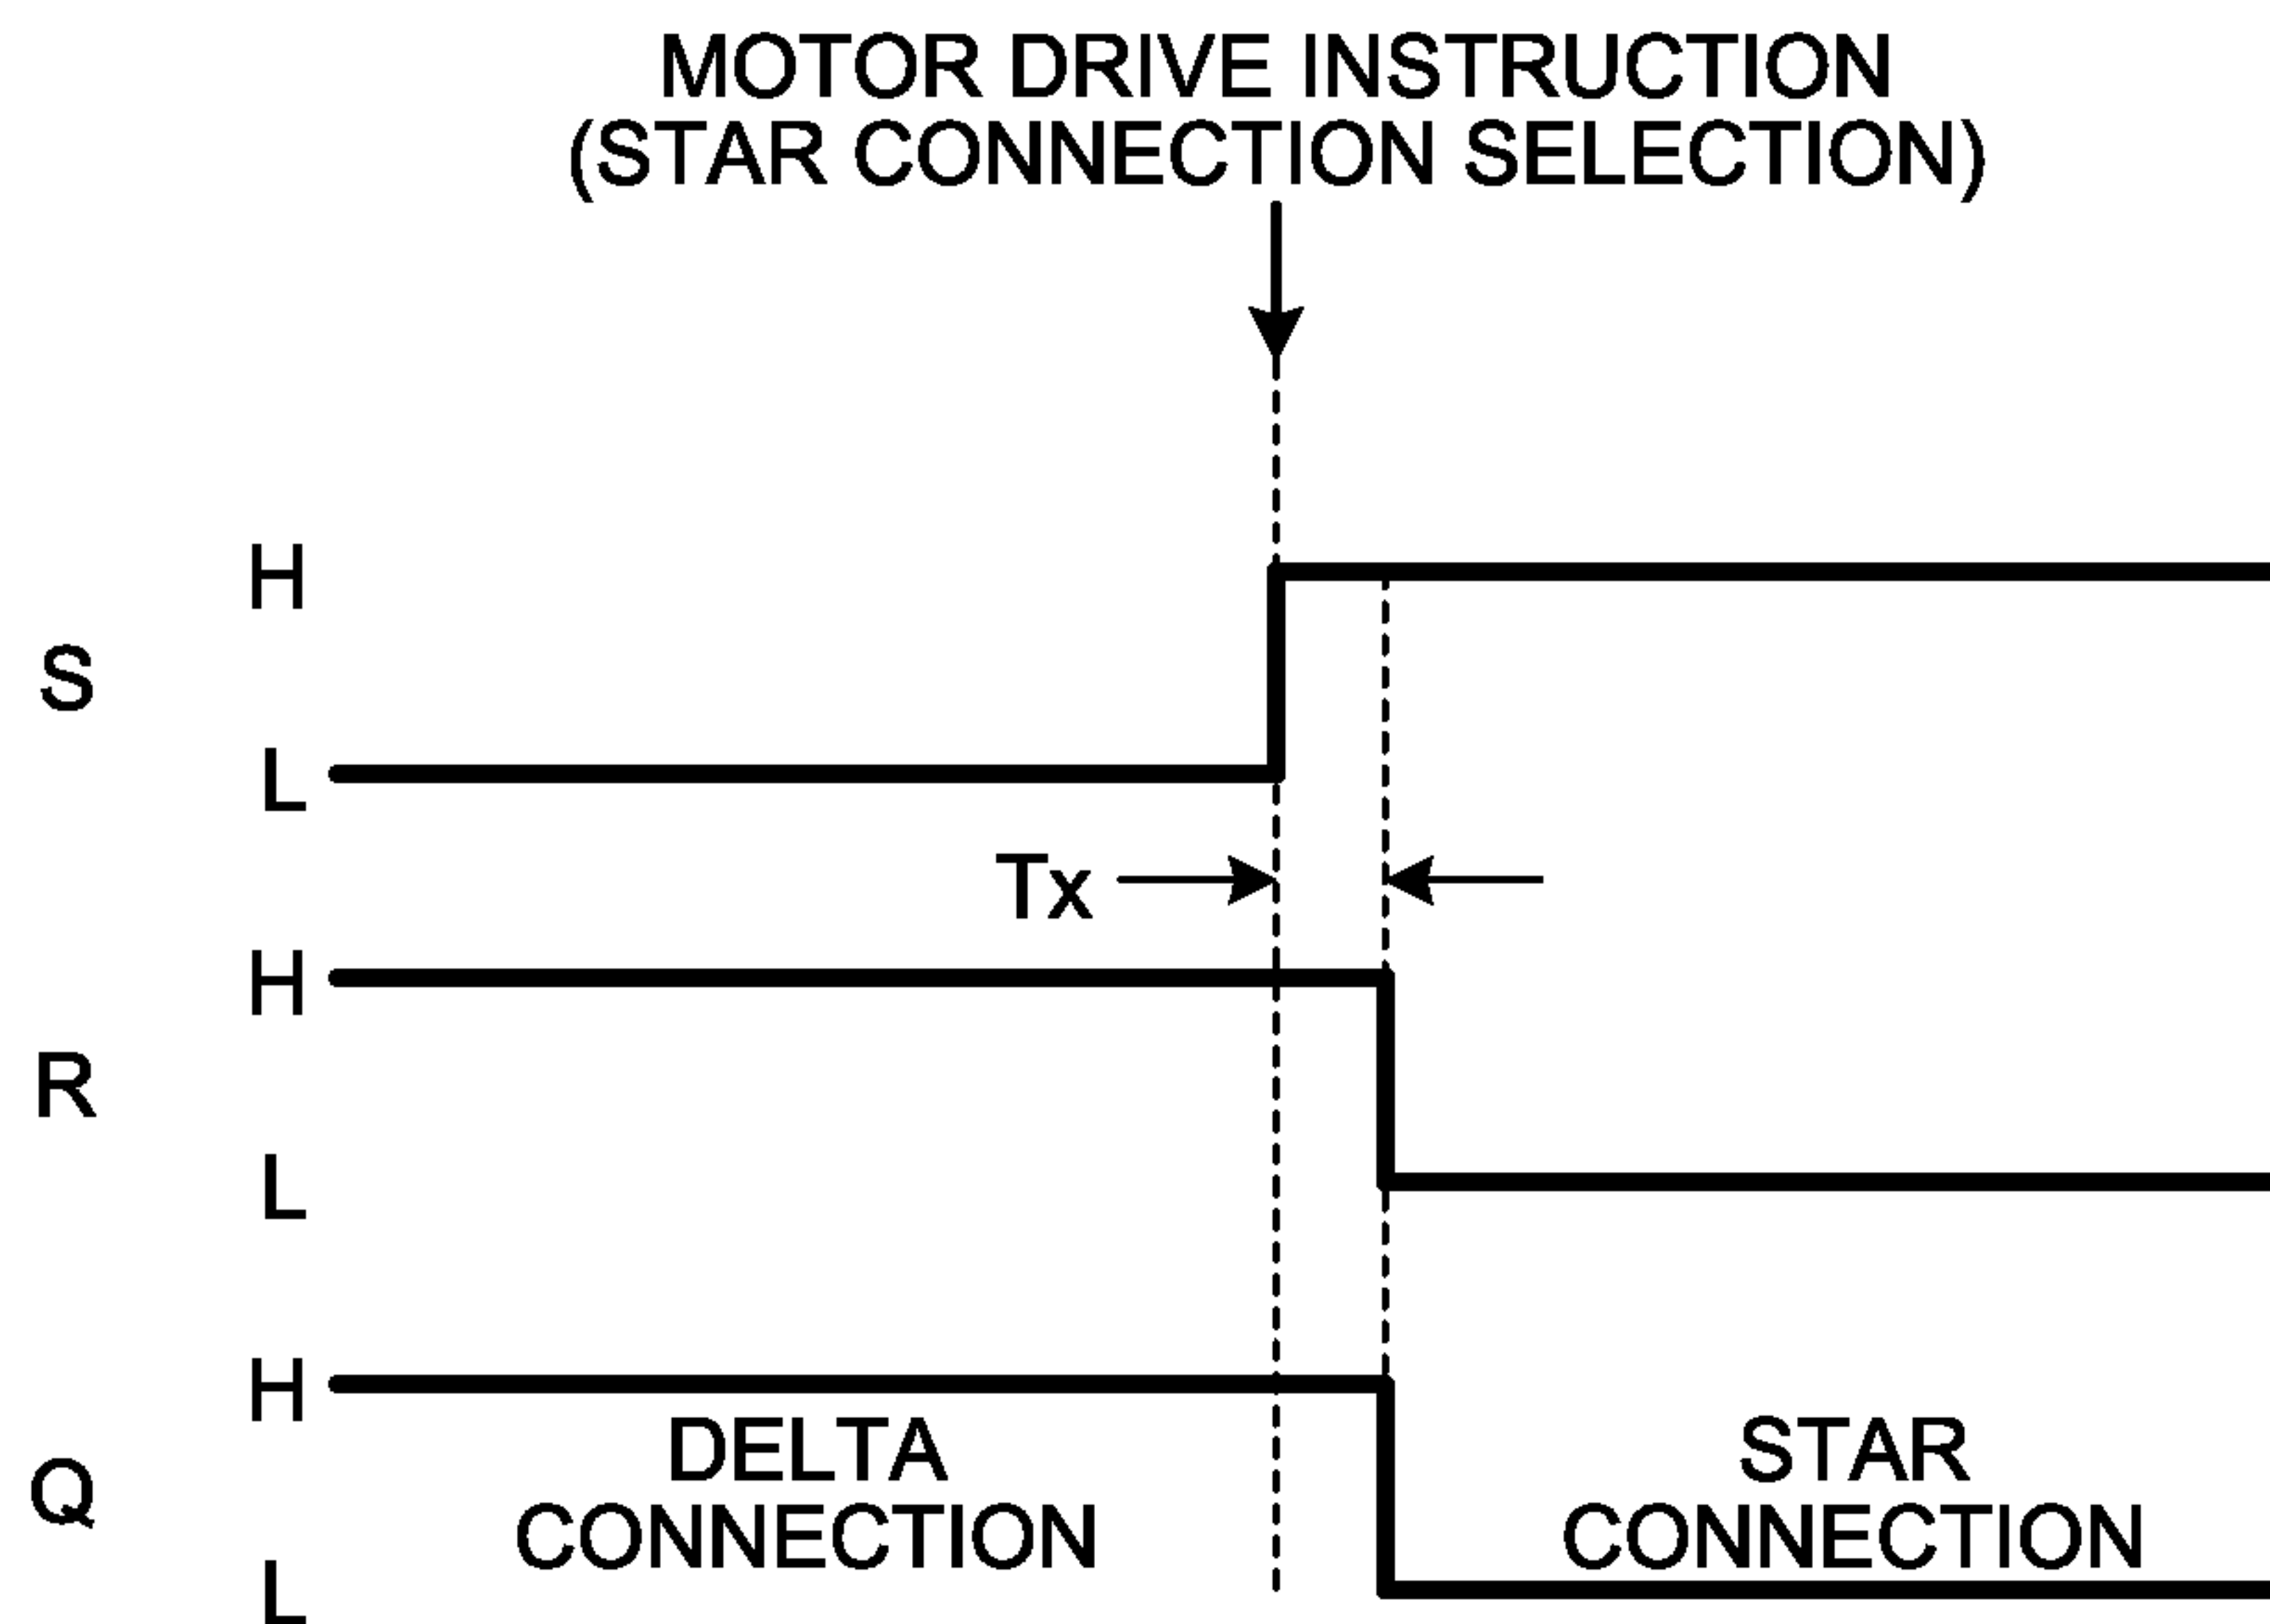 MOTOR DRIVE INSTRUCTION
(STAR CONNECTION SELECTION)
H
S
L
Tx
H
R
L
H
DELTA
CONNECTION
STAR
CONNECTION
Q
L